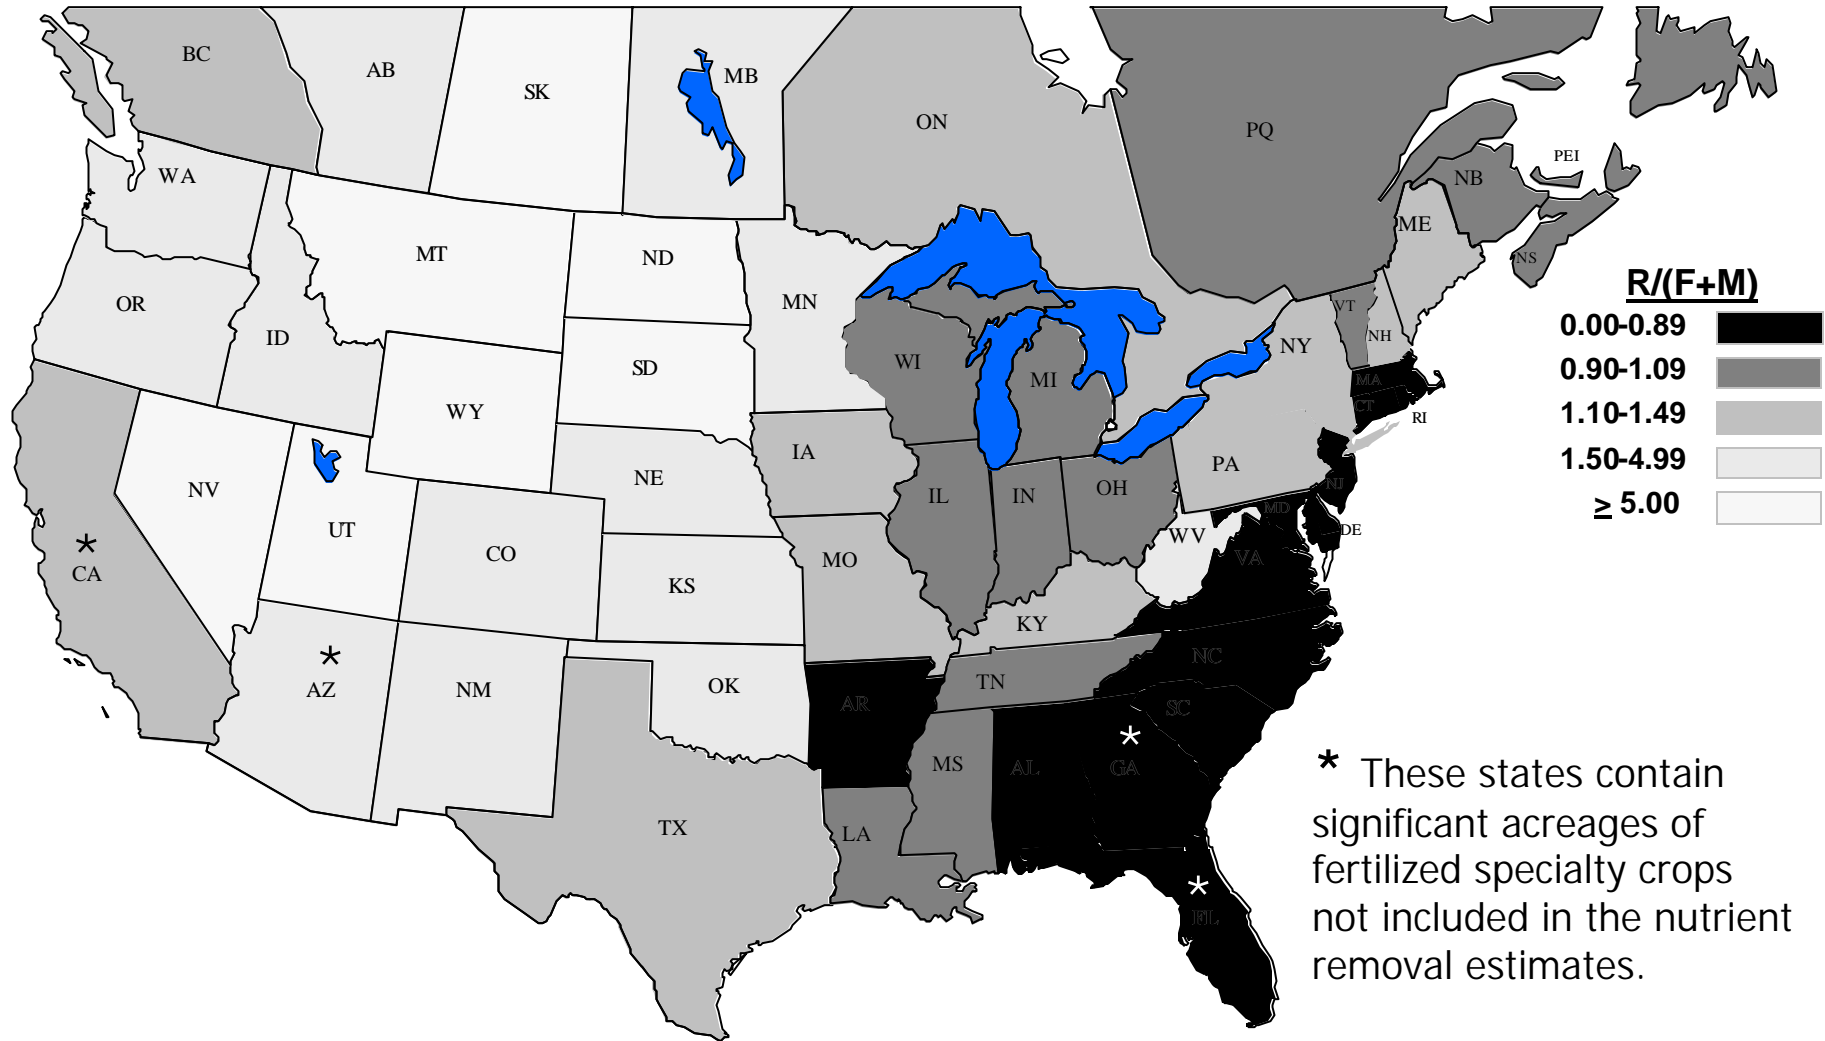 BC
AB
SK
MB
ON
PQ
PEI
NB
NS
ME
WA
MT
ND
MN
OR
ID
SD
WY
WI
MI
NY
VT
NH
MA
CT
RI
NV
UT
CO
NE
IA
IL
IN
OH
PA
NJ
MD
DE
WV
VA
*
CA
KS
MO
KY
*
AZ
NM
OK
AR
TN
NC
SC
*
GA
TX
LA
MS
AL
*
FL
R/(F+M)
0.00-0.89
0.90-1.09
1.10-1.49
1.50-4.99
≥ 5.00
* These states contain
significant acreages of
fertilized specialty crops
not included in the nutrient
removal estimates.